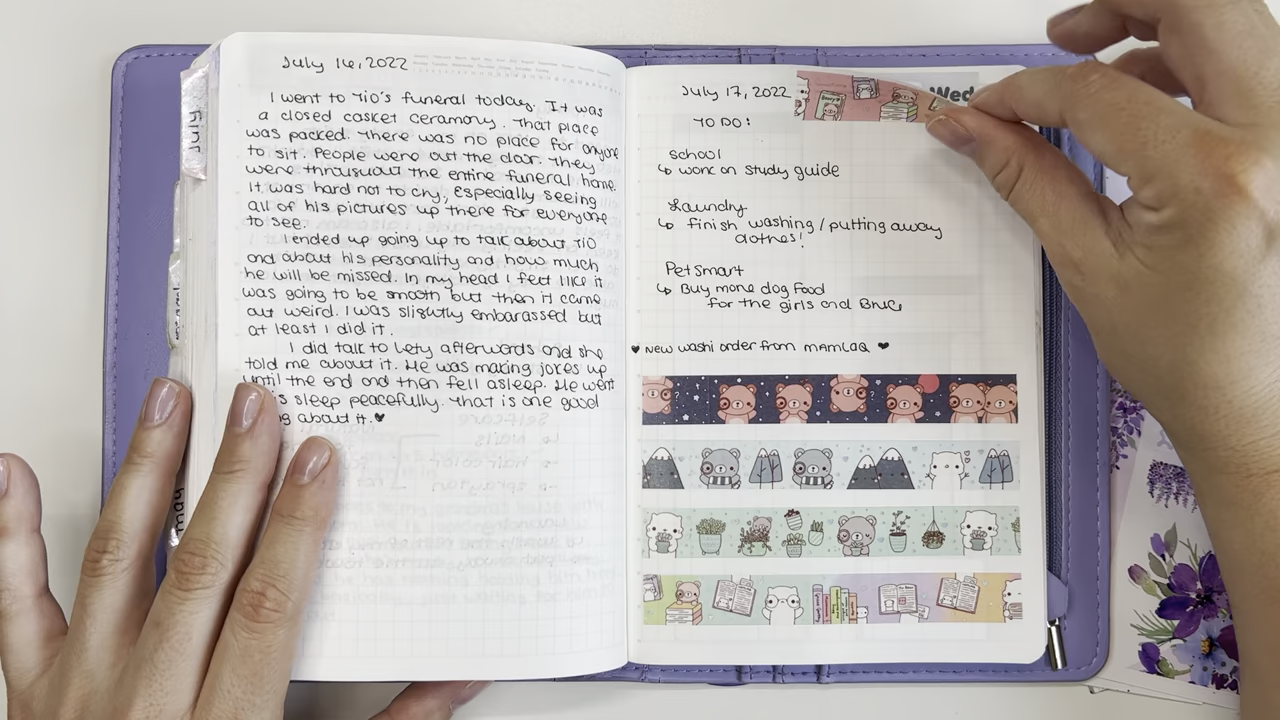 July 16, 2022
I went to Tio's funeral today. It was
a closed casket ceremony. That place
was packed. There was no place for anyone
to sit. People were out the door. They
were throughout the entire funeral home.
It was hard not to cry, especially seeing
all of his pictures up there for everyone
to see.
I ended up going up to talk about Tio
and about his personality and how much
he will be missed. In my head I felt like it
was going to be smooth but then it came
out weird. I was slightly embarassed but
at least I did it.
I did talk to Lety afterwards and she
told me about it. He was making jokes up
until the end and then fell asleep. He went
is sleep peacefully. That is one good
about it. ♥
July 17, 2022
Wed
TO DO:
school
↳ work on study guide
Laundry
↳ finish washing / putting away
clothes!
Petsmart
↳ Buy more dog food
for the girls and
♥ New washi order from MAMLAQ ♥
July
may